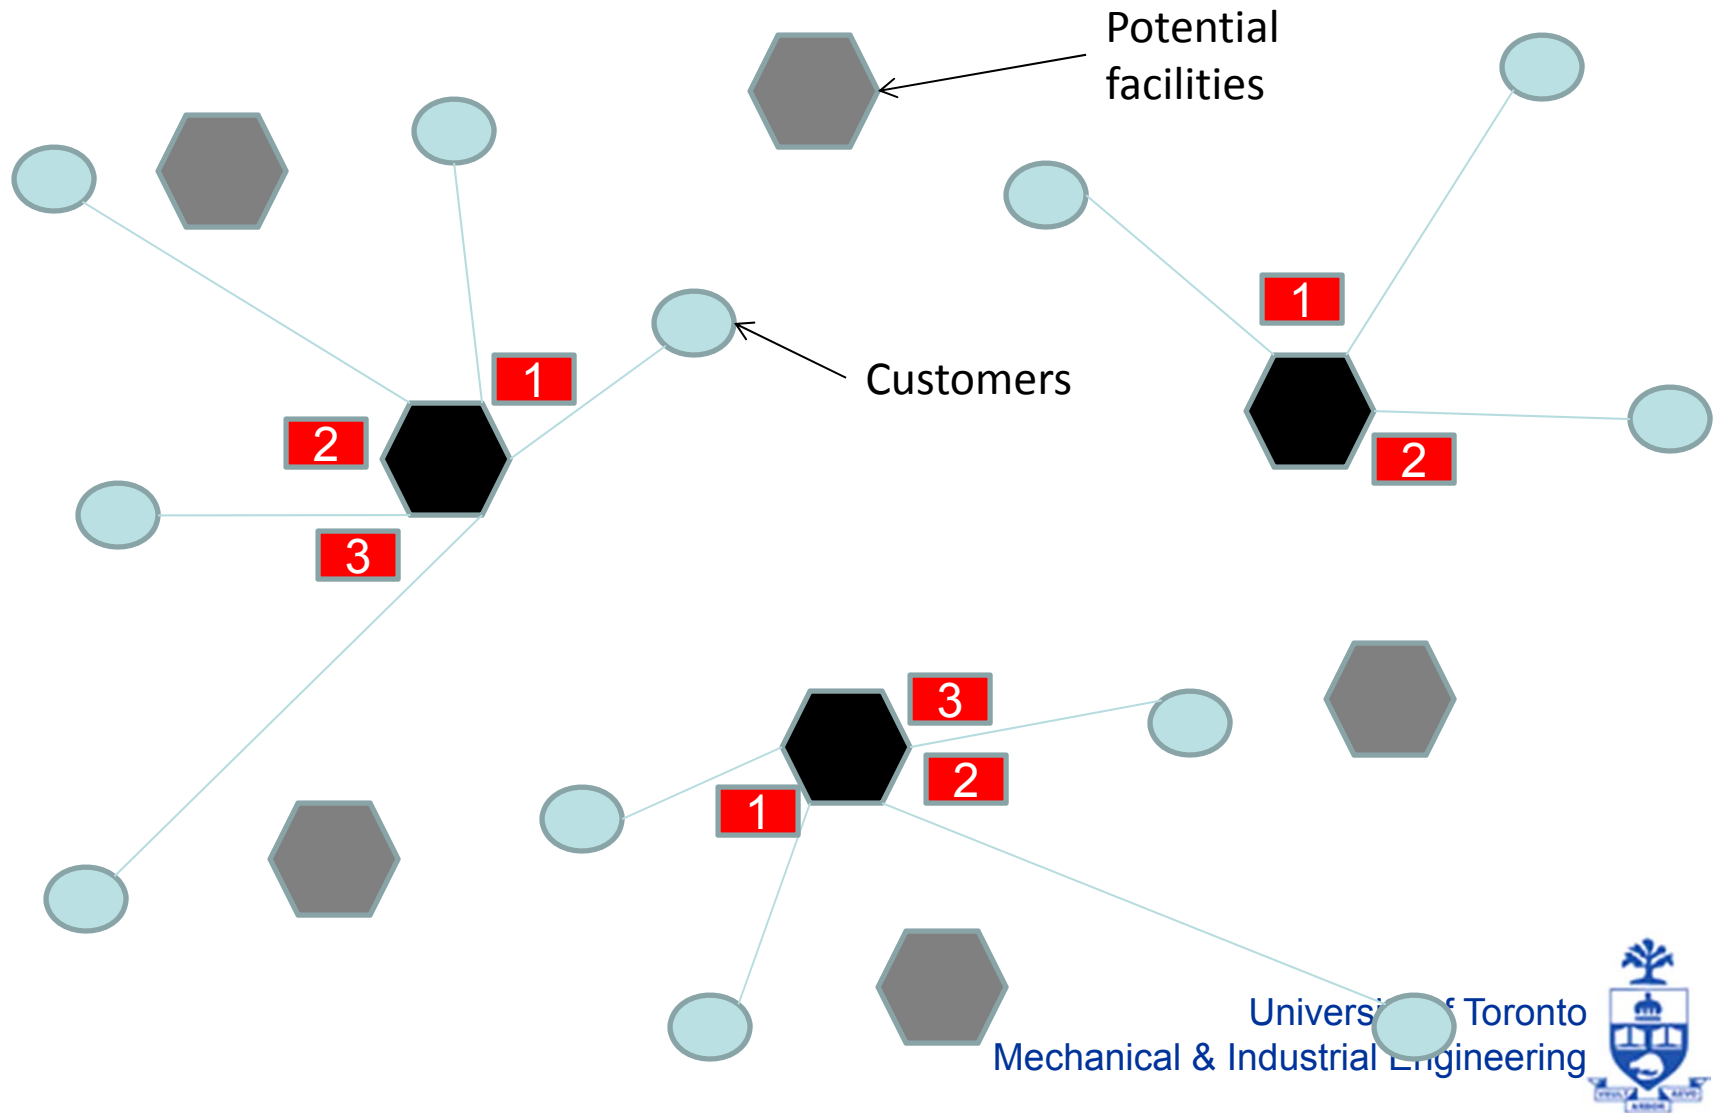 Potential
facilities
1
1
Customers
2
2
3
3
2
1
University of Toronto
Mechanical & Industrial Engineering